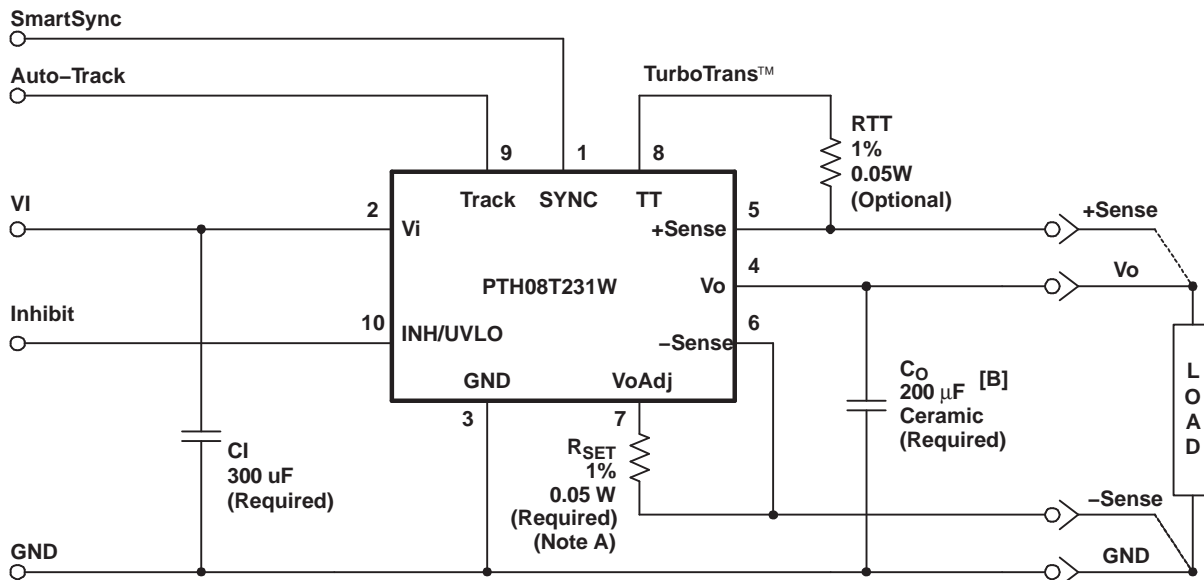 SmartSync
Auto–Track
TurboTrans™
RTT
1%
0.05W
(Optional)
9
1
8
Track
SYNC
TT
VI
2
Vi
+Sense
5
+Sense
4
Vo
Vo
PTH08T231W
Inhibit
10
INH/UVLO
6
–Sense
GND
VoAdj
3
7
CO
200 μF
[B]
Ceramic
(Required)
L
O
A
D
CI
300 uF
(Required)
RSET
1%
0.05 W
(Required)
(Note A)
–Sense
GND
GND